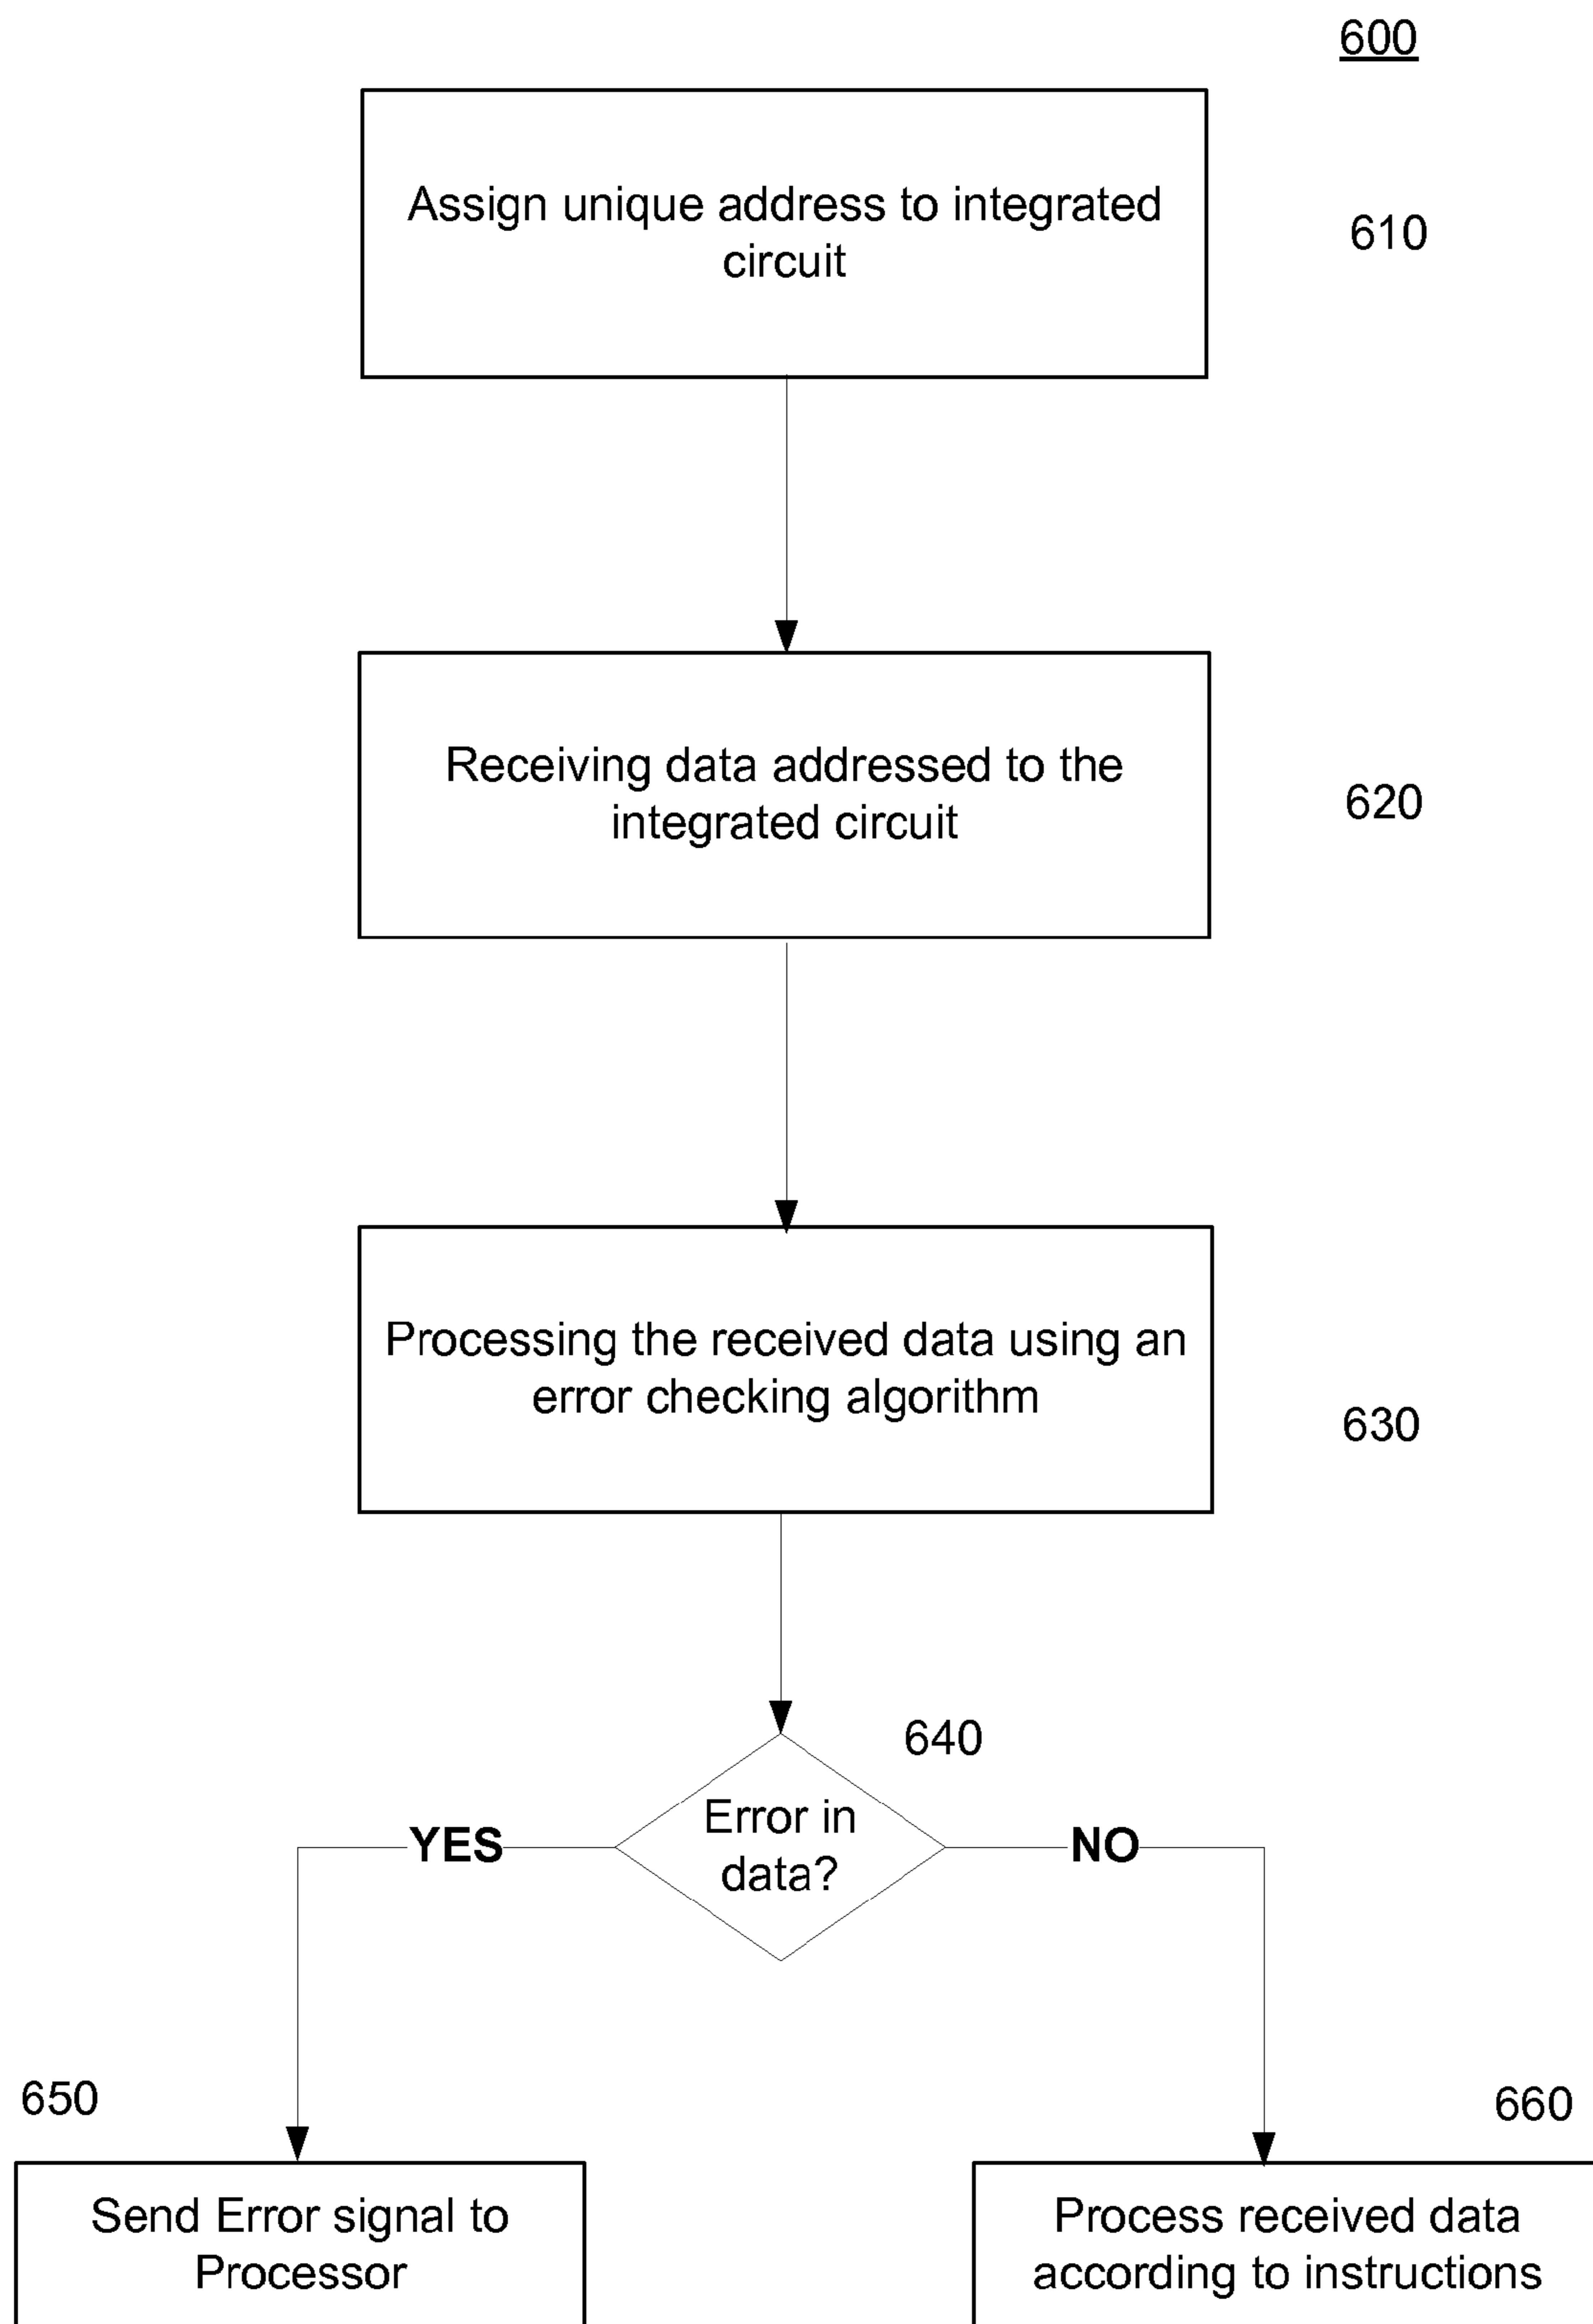 600
Assign unique address to integrated
circuit
610
Receiving data addressed to the
integrated circuit
620
Processing the received data using an
error checking algorithm
630
640
Error in
data?
YES
NO
650
660
Send Error signal to
Processor
Process received data
according to instructions